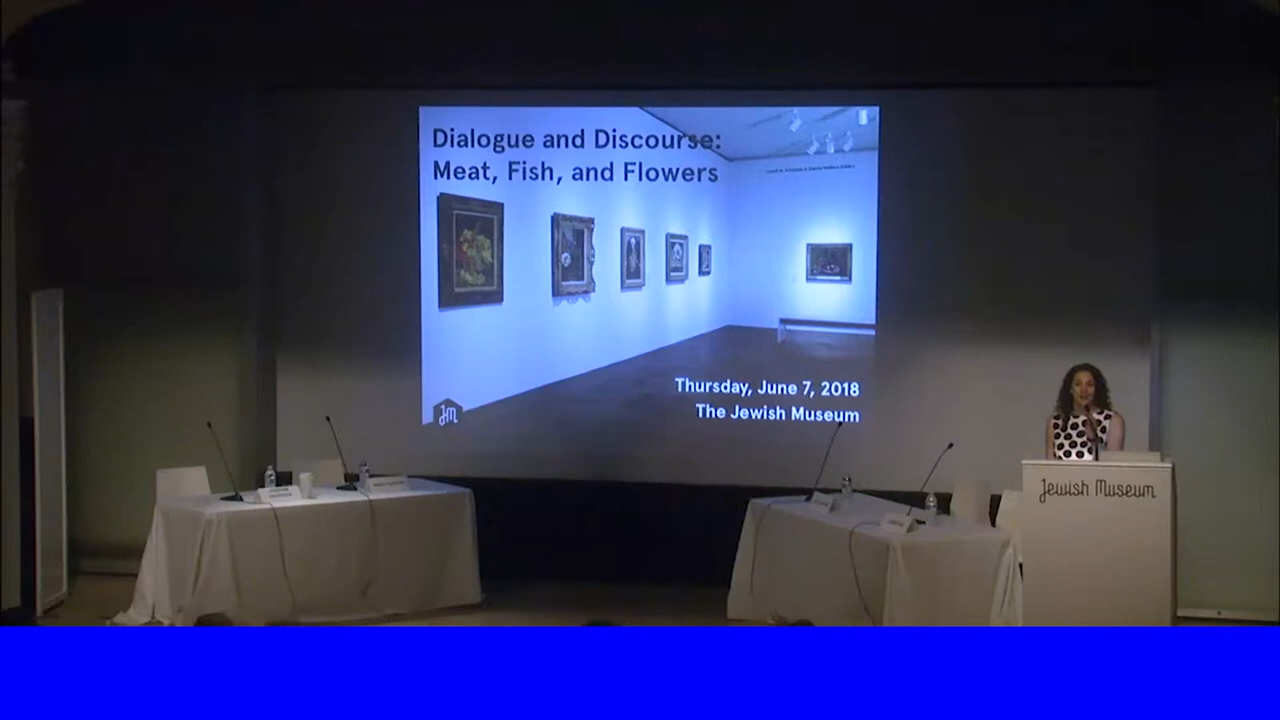 Dialogue and Discourse:
Meat, Fish, and Flowers
Thursday, June 7, 2018
The Jewish Museum
JM
Jewish Museum